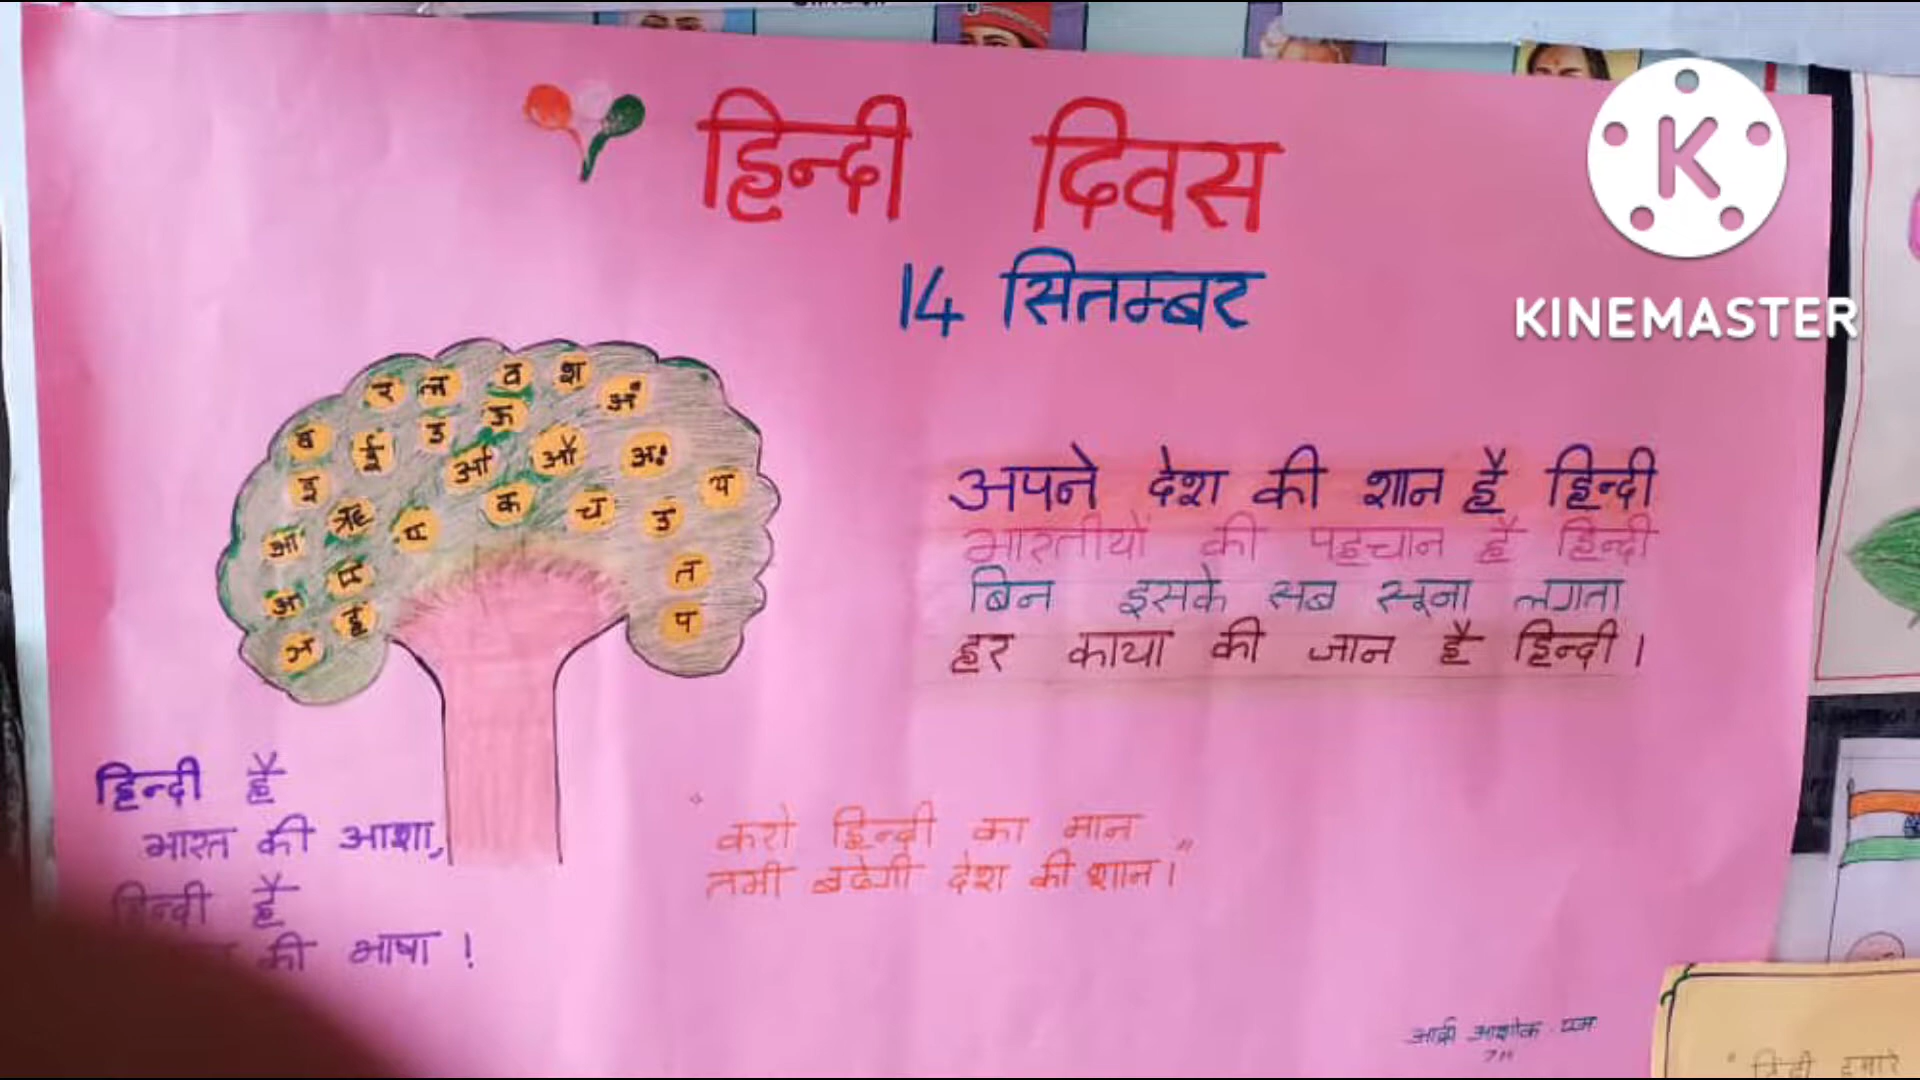 हिन्दी दिवस
14 सितम्बर
KINEMASTER
र ल व श अं
ब ई उ ऊ
इ ओ औ अः य
ऋ क च ड
आ त
अ प
अपने देश की शान है हिन्दी
भारतीयों की पहचान है हिन्दी
बिन इसके सब सूना लगता
हर काया की जान है हिन्दी।
हिन्दी है
भारत की आशा,
हिन्दी है
की भाषा !
"करो हिन्दी का मान
तभी बढेगी देश की शान।"